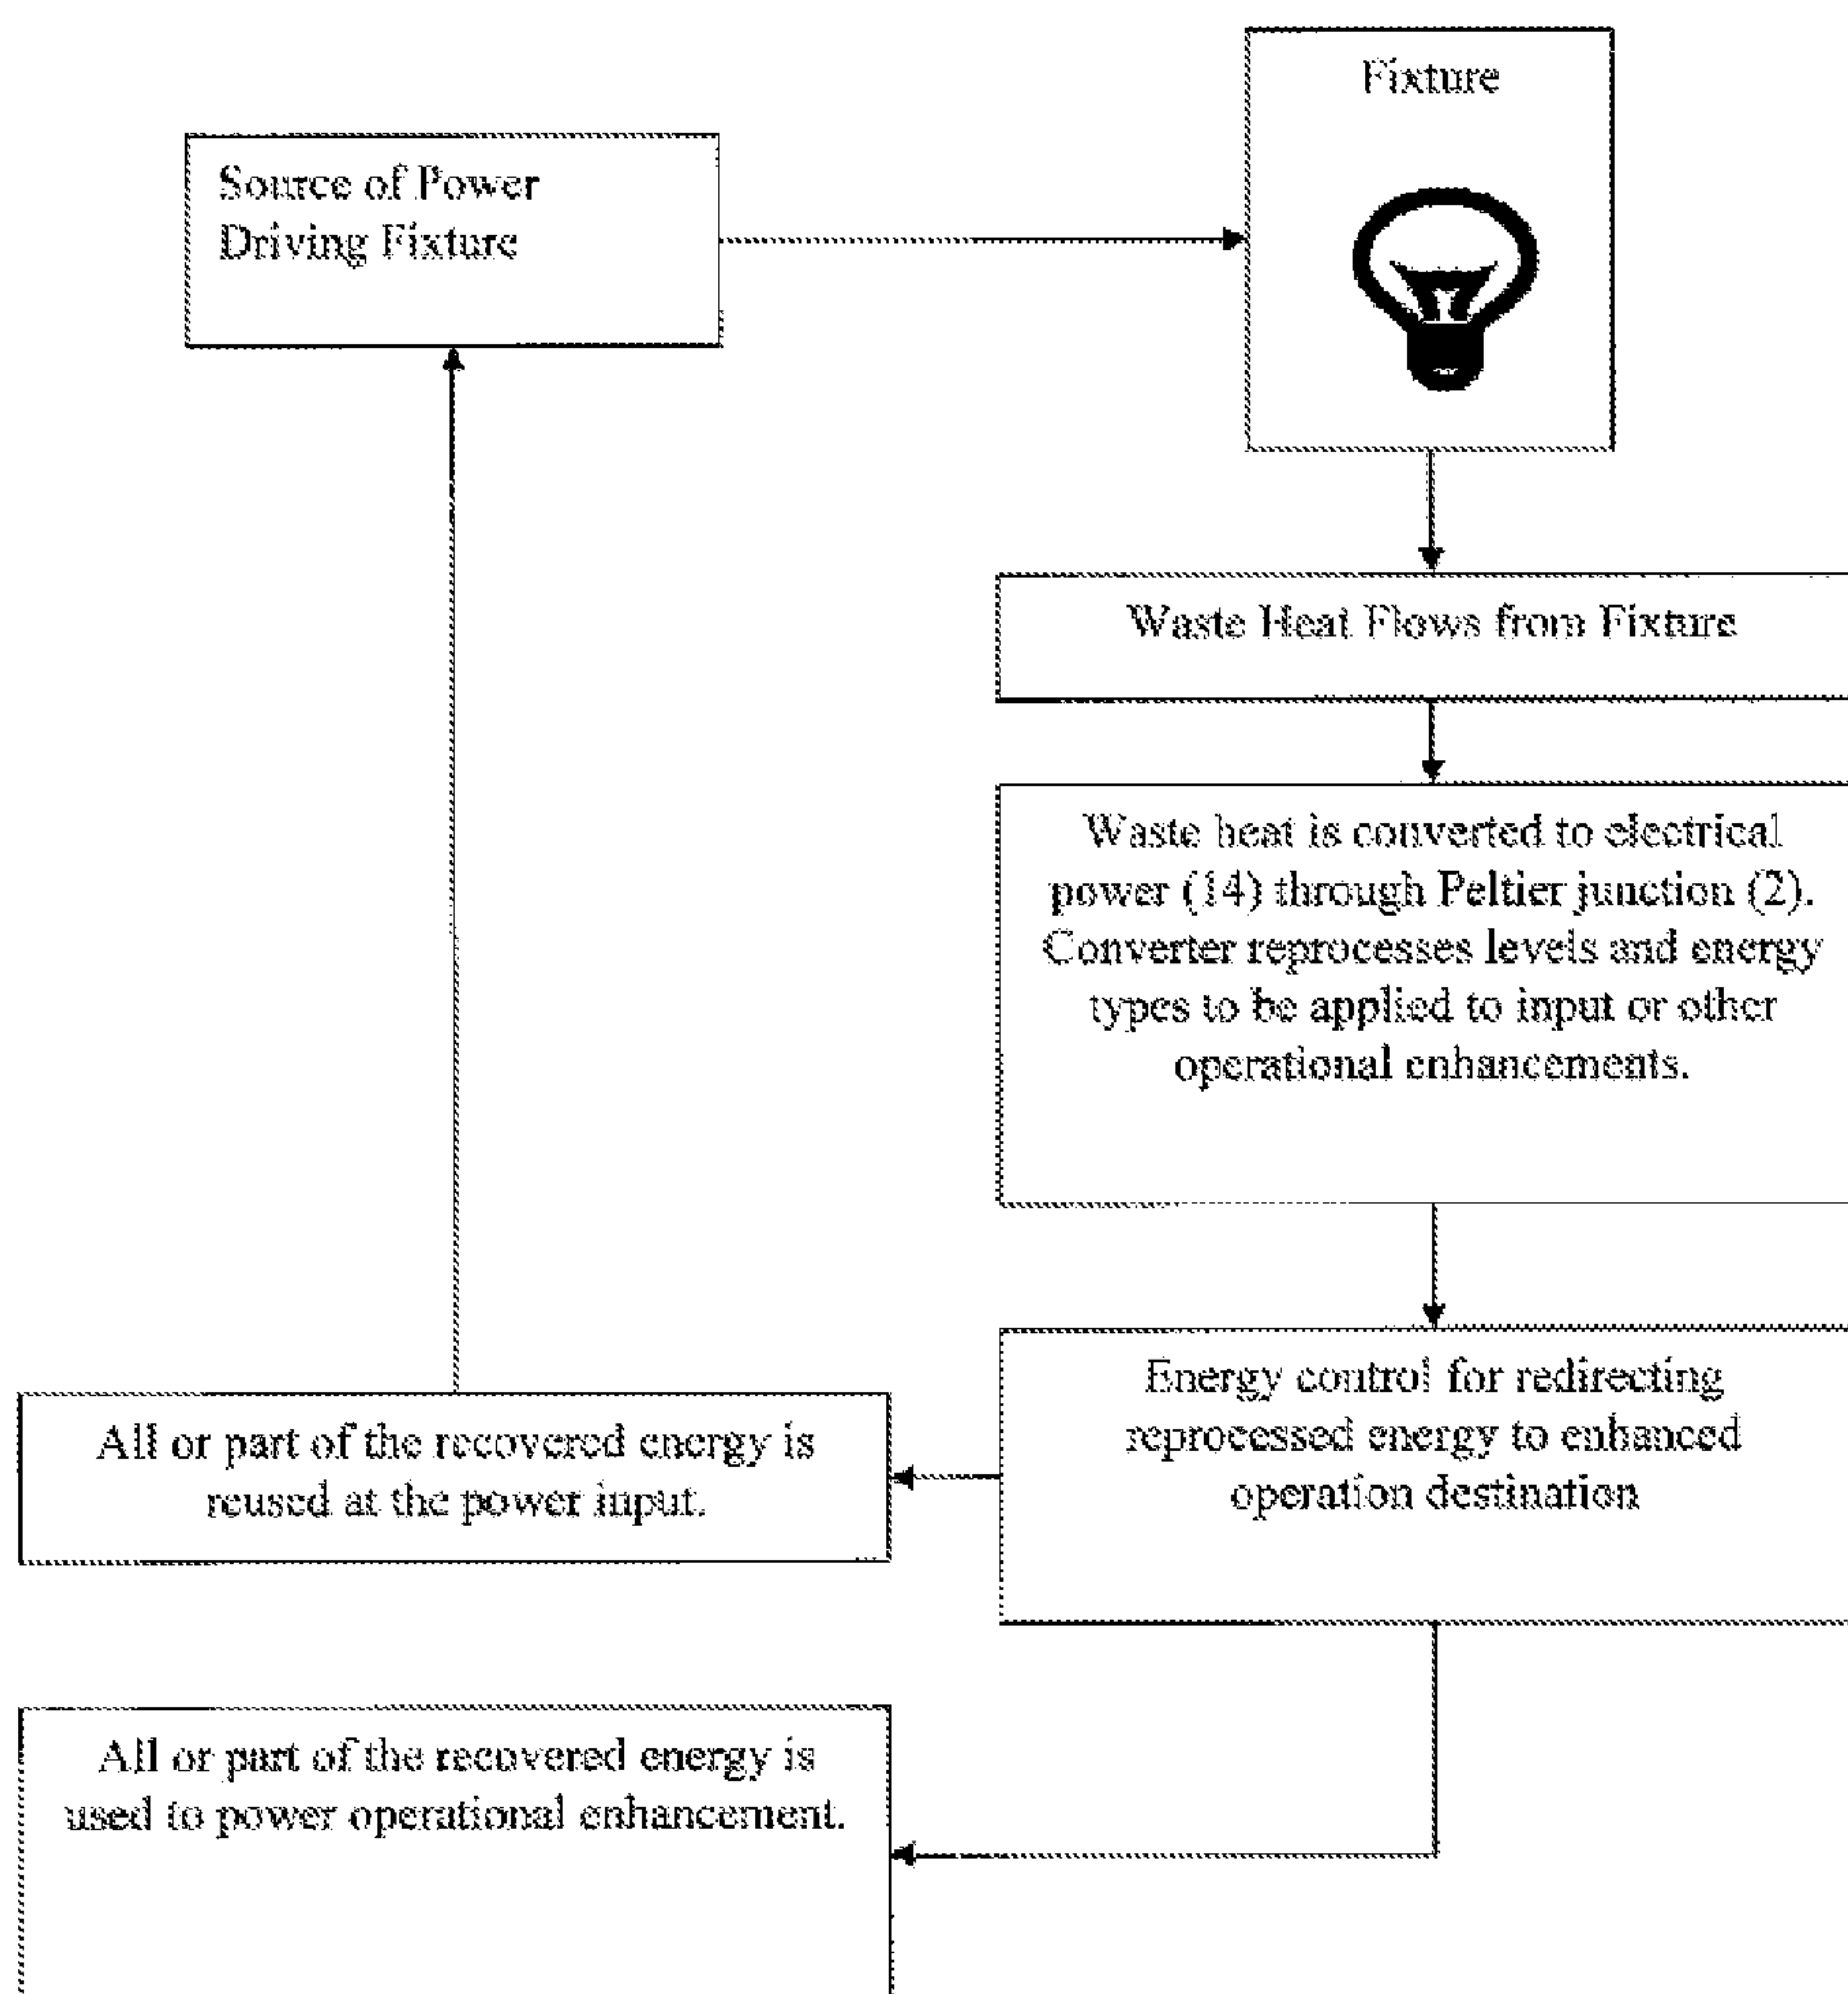 Fixture
Source of Power
Driving Fixture
Waste Heat Flows from Fixture
Waste heat is converted to electrical
power (14) through Peltier junction (2).
Converter reprocesses levels and energy
types to be applied to input or other
operational enhancements.
Energy control for redirecting
reprocessed energy to enhanced
operation destination
All or part of the recovered energy is
reused at the power input.
All or part of the recovered energy is
used to power operational enhancement.